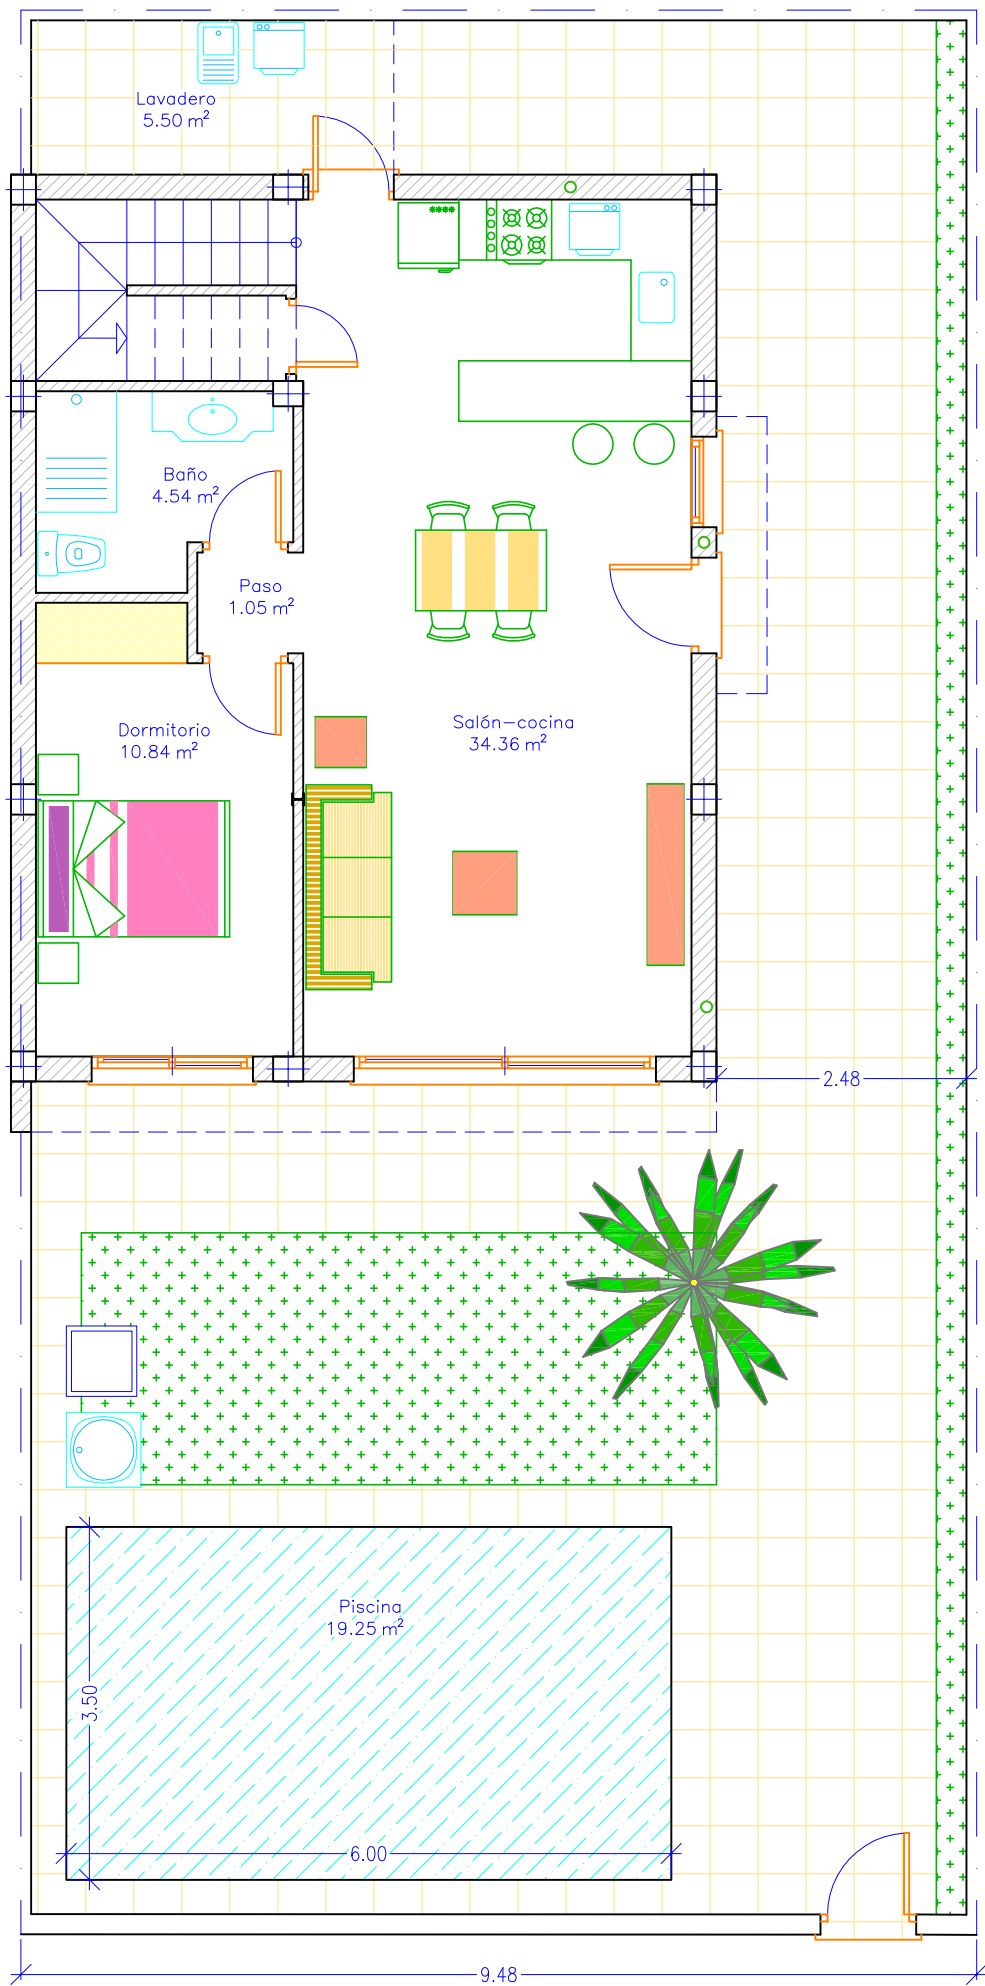 Lavadero
5.50 m²
Baño
4.54 m²
Paso
1.05 m²
Dormitorio
10.84 m²
Salón-cocina
34.36 m²
2.48
Piscina
19.25 m²
3.50
6.00
9.48